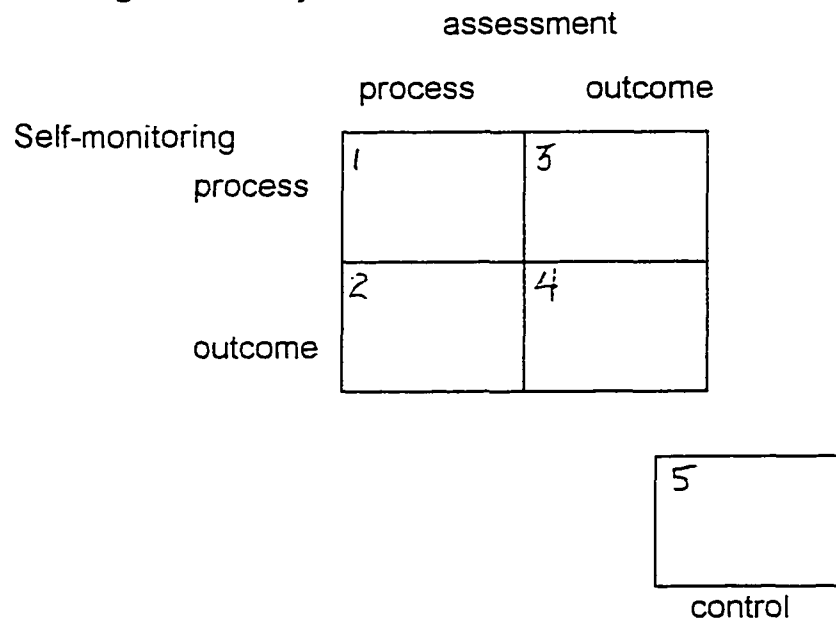 assessment
process outcome
Self-monitoring
process
1 3
2 4
outcome
5
control